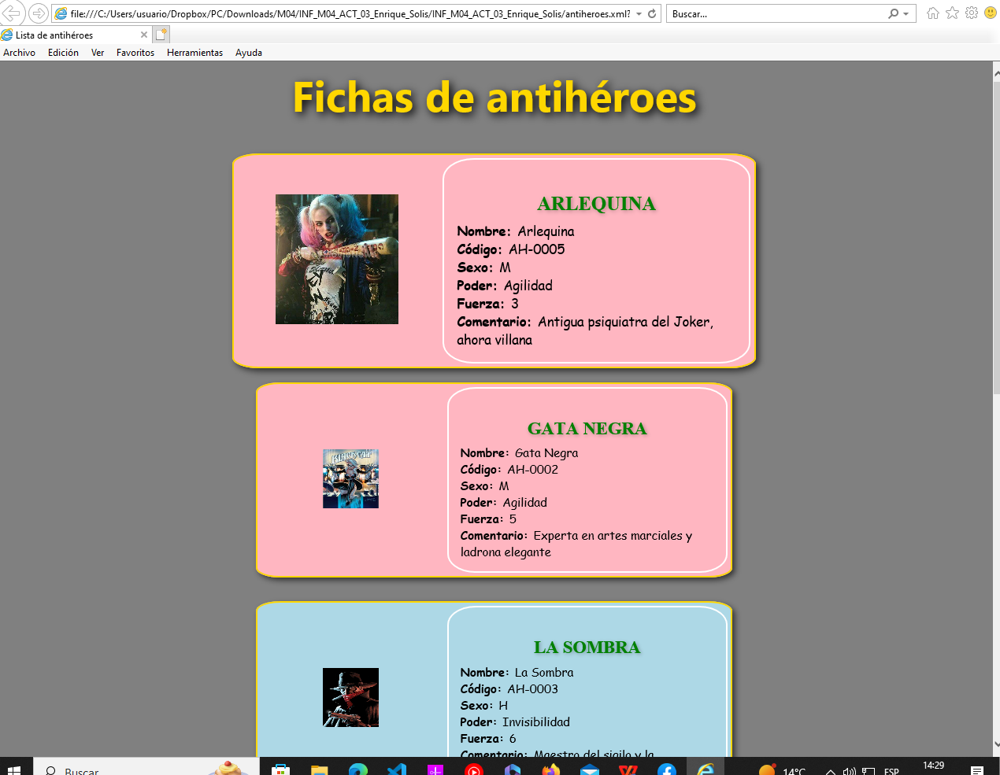 file:///C:/Users/usuario/Dropbox/PC/Downloads/M04/INF_M04_ACT_03_Enrique_Solis/INF_M04_ACT_03_Enrique_Solis/antiheroes.xml?
Buscar...
Lista de antihéroes
Archivo Edición Ver Favoritos Herramientas Ayuda
Fichas de antihéroes
ARLEQUINA
Nombre: Arlequina
Código: AH-0005
Sexo: M
Poder: Agilidad
Fuerza: 3
Comentario: Antigua psiquiatra del Joker,
ahora villana
GATA NEGRA
Nombre: Gata Negra
Código: AH-0002
Sexo: M
Poder: Agilidad
Fuerza: 5
Comentario: Experta en artes marciales y
ladrona elegante
LA SOMBRA
Nombre: La Sombra
Código: AH-0003
Sexo: H
Poder: Invisibilidad
Fuerza: 6
Comentario: Maestro del sigilo y la
Buscar
14°C
ESP
14:29